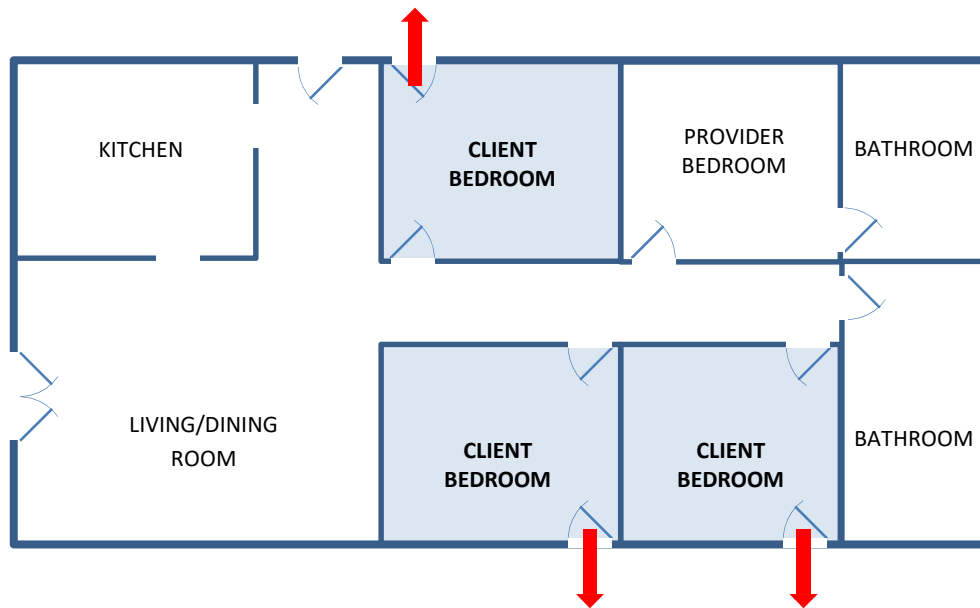 KITCHEN
CLIENT
BEDROOM
PROVIDER
BEDROOM
BATHROOM
LIVING/DINING
ROOM
CLIENT
BEDROOM
CLIENT
BEDROOM
BATHROOM